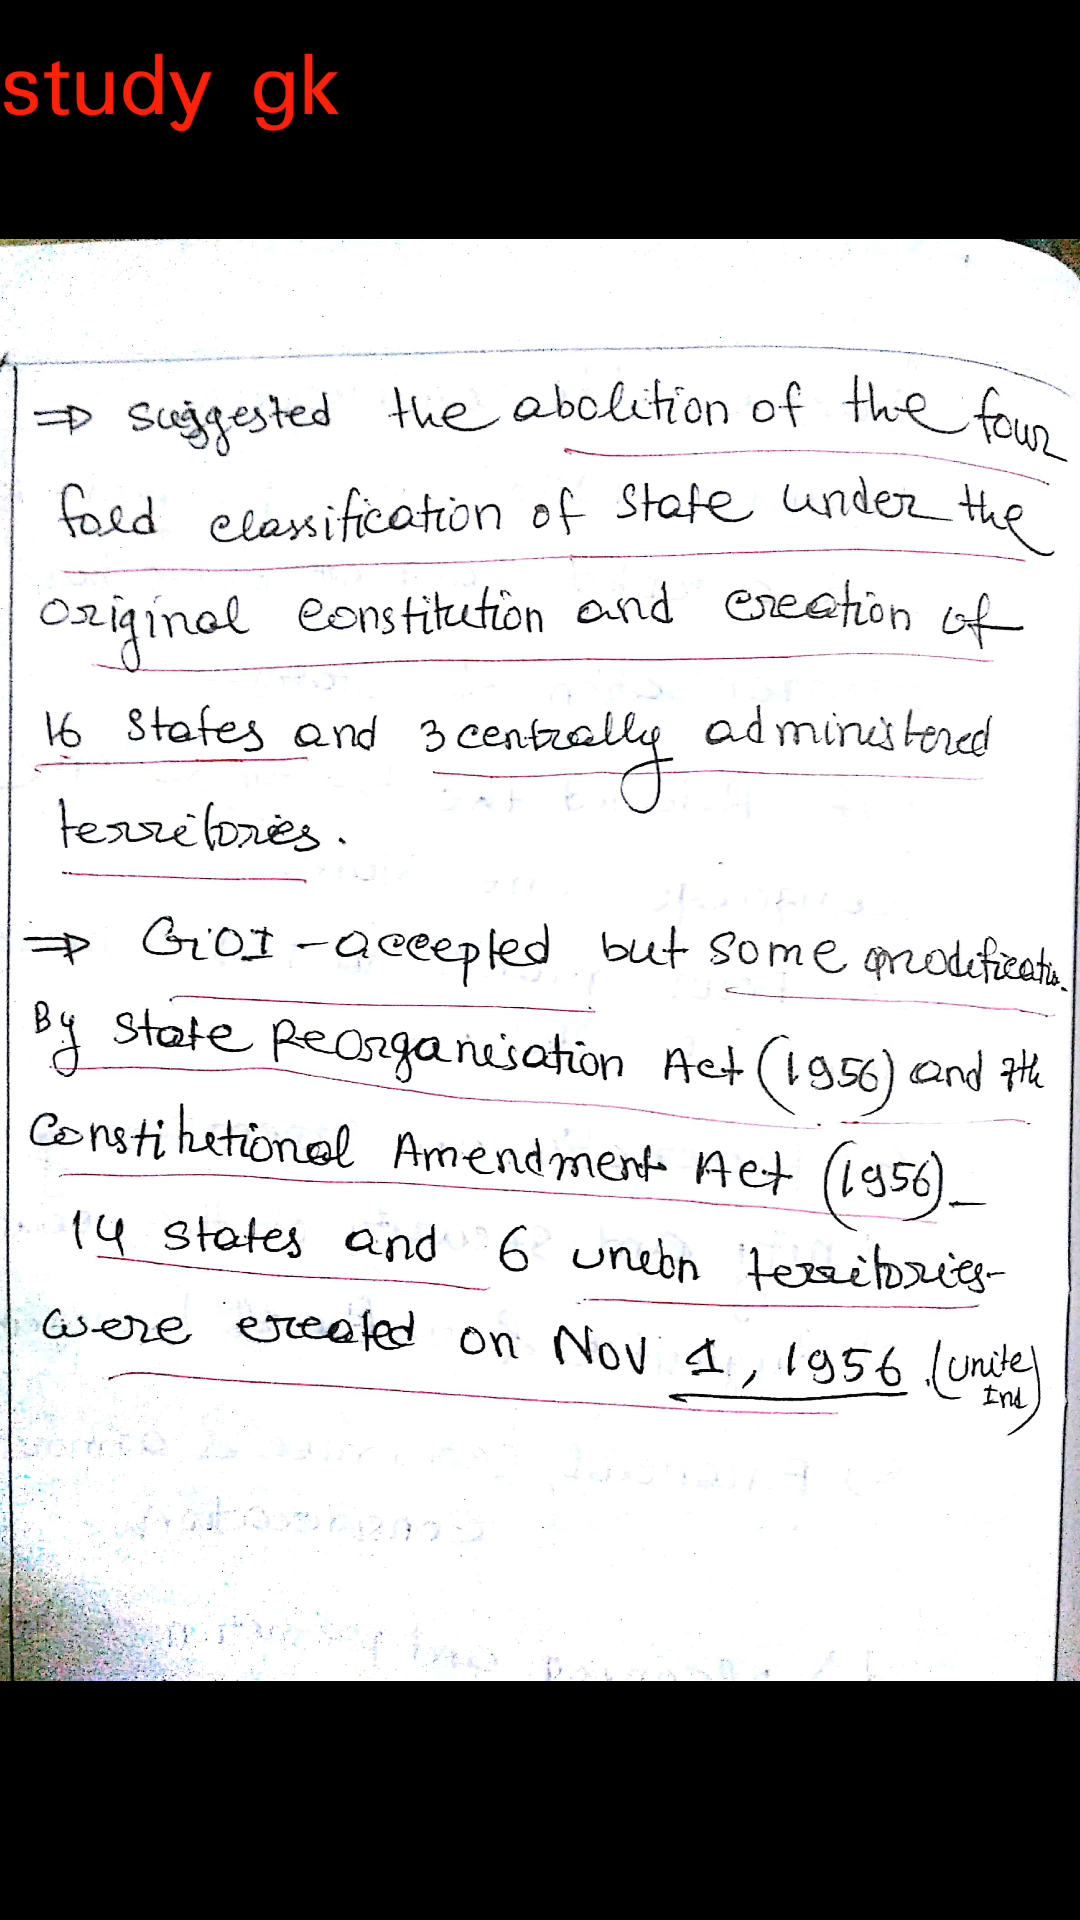 study gk
⇒ suggested the abolition of the four
fold classification of state under the
original constitution and creation of
16 states and 3 centrally administered
territories.
⇒ GOI - accepted but some modificatio.
By state Reorganisation Act (1956) and 7th
Constitutional Amendment Act (1956) -
14 states and 6 union territories-
were created on Nov 1, 1956. (unite
Ind)